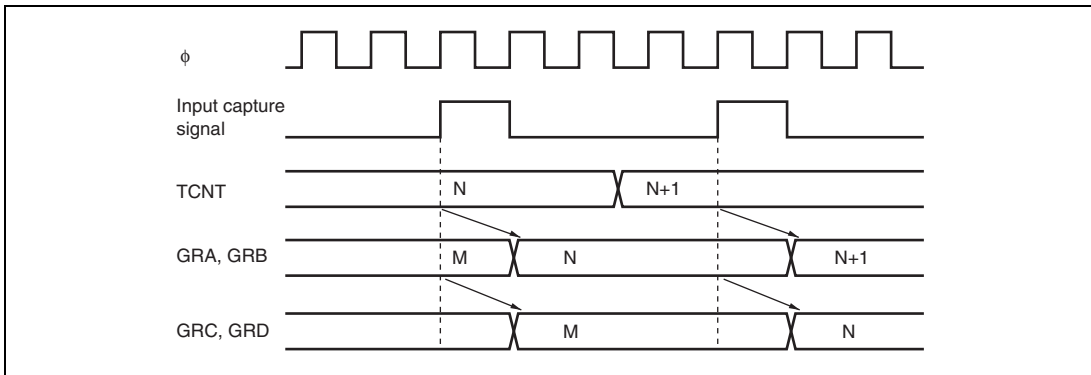 ϕ
Input capture
signal
TCNT N N+1
GRA, GRB M N N+1
GRC, GRD M N